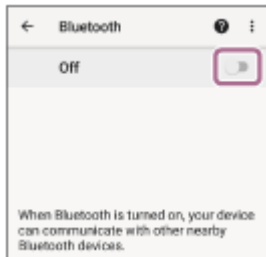 Bluetooth
Off
When Bluetooth is turned on, your device
can communicate with other nearby
Bluetooth devices.